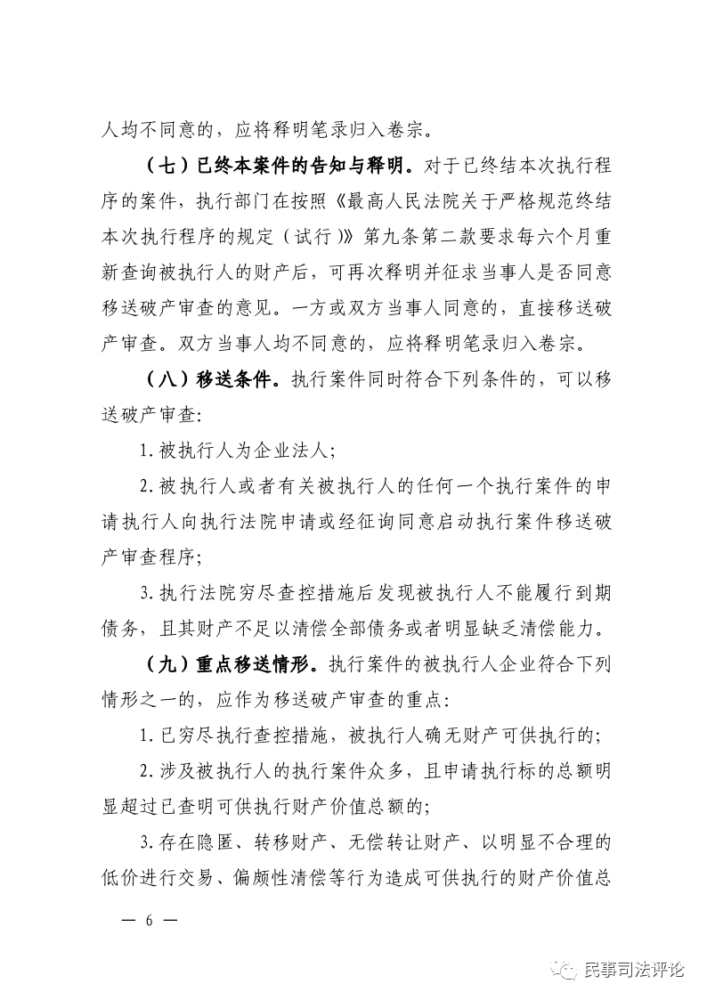 人均不同意的，应将释明笔录归入卷宗。
（七）已终本案件的告知与释明。对于已终结本次执行程
序的案件，执行部门在按照《最高人民法院关于严格规范终结
本次执行程序的规定（试行）》第九条第二款要求每六个月重
新查询被执行人的财产后，可再次释明并征求当事人是否同意
移送破产审查的意见。一方或双方当事人同意的，直接移送破
产审查。双方当事人均不同意的，应将释明笔录归入卷宗。
（八）移送条件。执行案件同时符合下列条件的，可以移
送破产审查：
1.被执行人为企业法人；
2.被执行人或者有关被执行人的任何一个执行案件的申
请执行人向执行法院申请或经征询同意启动执行案件移送破
产审查程序；
3.执行法院穷尽查控措施后发现被执行人不能履行到期
债务，且其财产不足以清偿全部债务或者明显缺乏清偿能力。
（九）重点移送情形。执行案件的被执行人企业符合下列
情形之一的，应作为移送破产审查的重点：
1.已穷尽执行查控措施，被执行人确无财产可供执行的；
2.涉及被执行人的执行案件众多，且申请执行标的总额明
显超过已查明可供执行财产价值总额的；
3.存在隐匿、转移财产、无偿转让财产、以明显不合理的
低价进行交易、偏颇性清偿等行为造成可供执行的财产价值总
— 6 —
民事司法评论